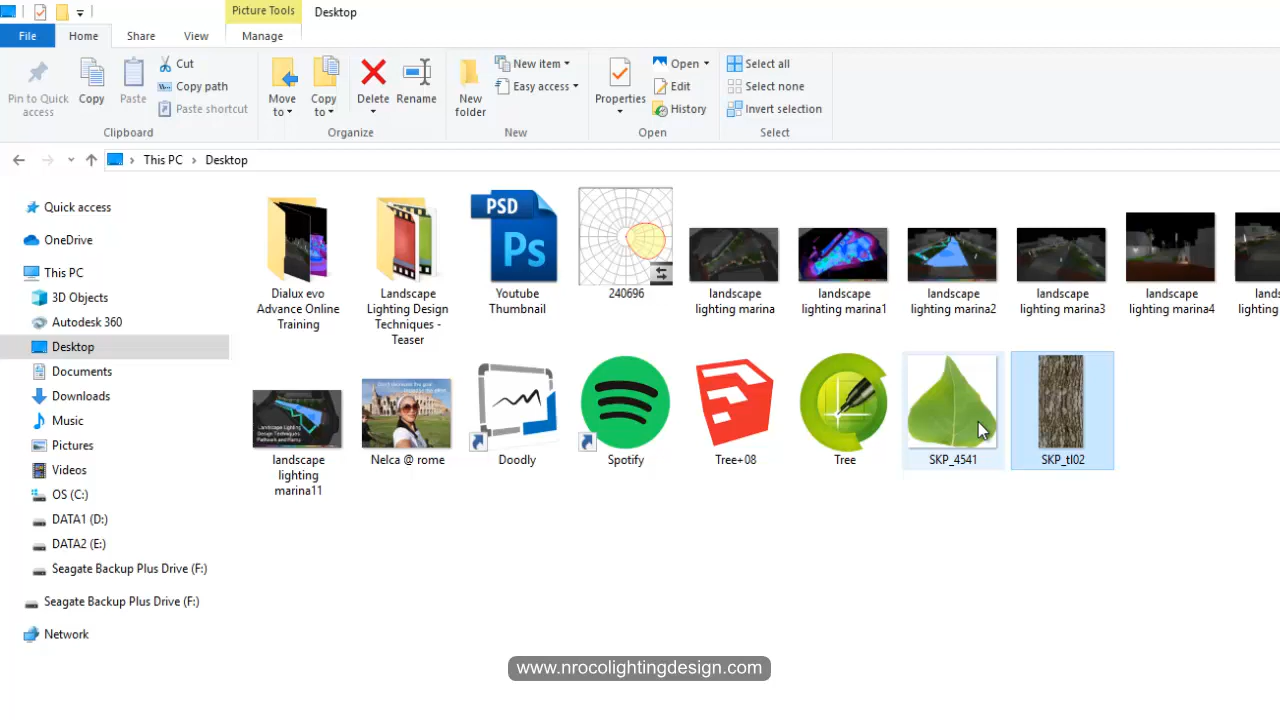 Picture Tools
Desktop
File
Home
Share
View
Manage
Pin to Quick
access
Copy
Paste
Cut
Copy path
Paste shortcut
Clipboard
Move
to
Copy
to
Delete
Rename
Organize
New
folder
New item
Easy access
New
Properties
Open
Edit
History
Open
Select all
Select none
Invert selection
Select
This PC
Desktop
Quick access
OneDrive
This PC
3D Objects
Autodesk 360
Desktop
Documents
Downloads
Music
Pictures
Videos
OS (C:)
DATA1 (D:)
DATA2 (E:)
Seagate Backup Plus Drive (F:)
Seagate Backup Plus Drive (F:)
Network
Dialux evo
Advance Online
Training
Landscape
Lighting Design
Techniques -
Teaser
PSD
Ps
Youtube
Thumbnail
240696
landscape
lighting marina
landscape
lighting marina1
landscape
lighting marina2
landscape
lighting marina3
landscape
lighting marina4
Landscape Lighting
Design Techniques
Pathwork and
landscape
lighting
marina11
Nelca @ rome
Doodly
Spotify
Tree+08
Tree
SKP_4541
SKP_tl02
www.nrocolightingdesign.com